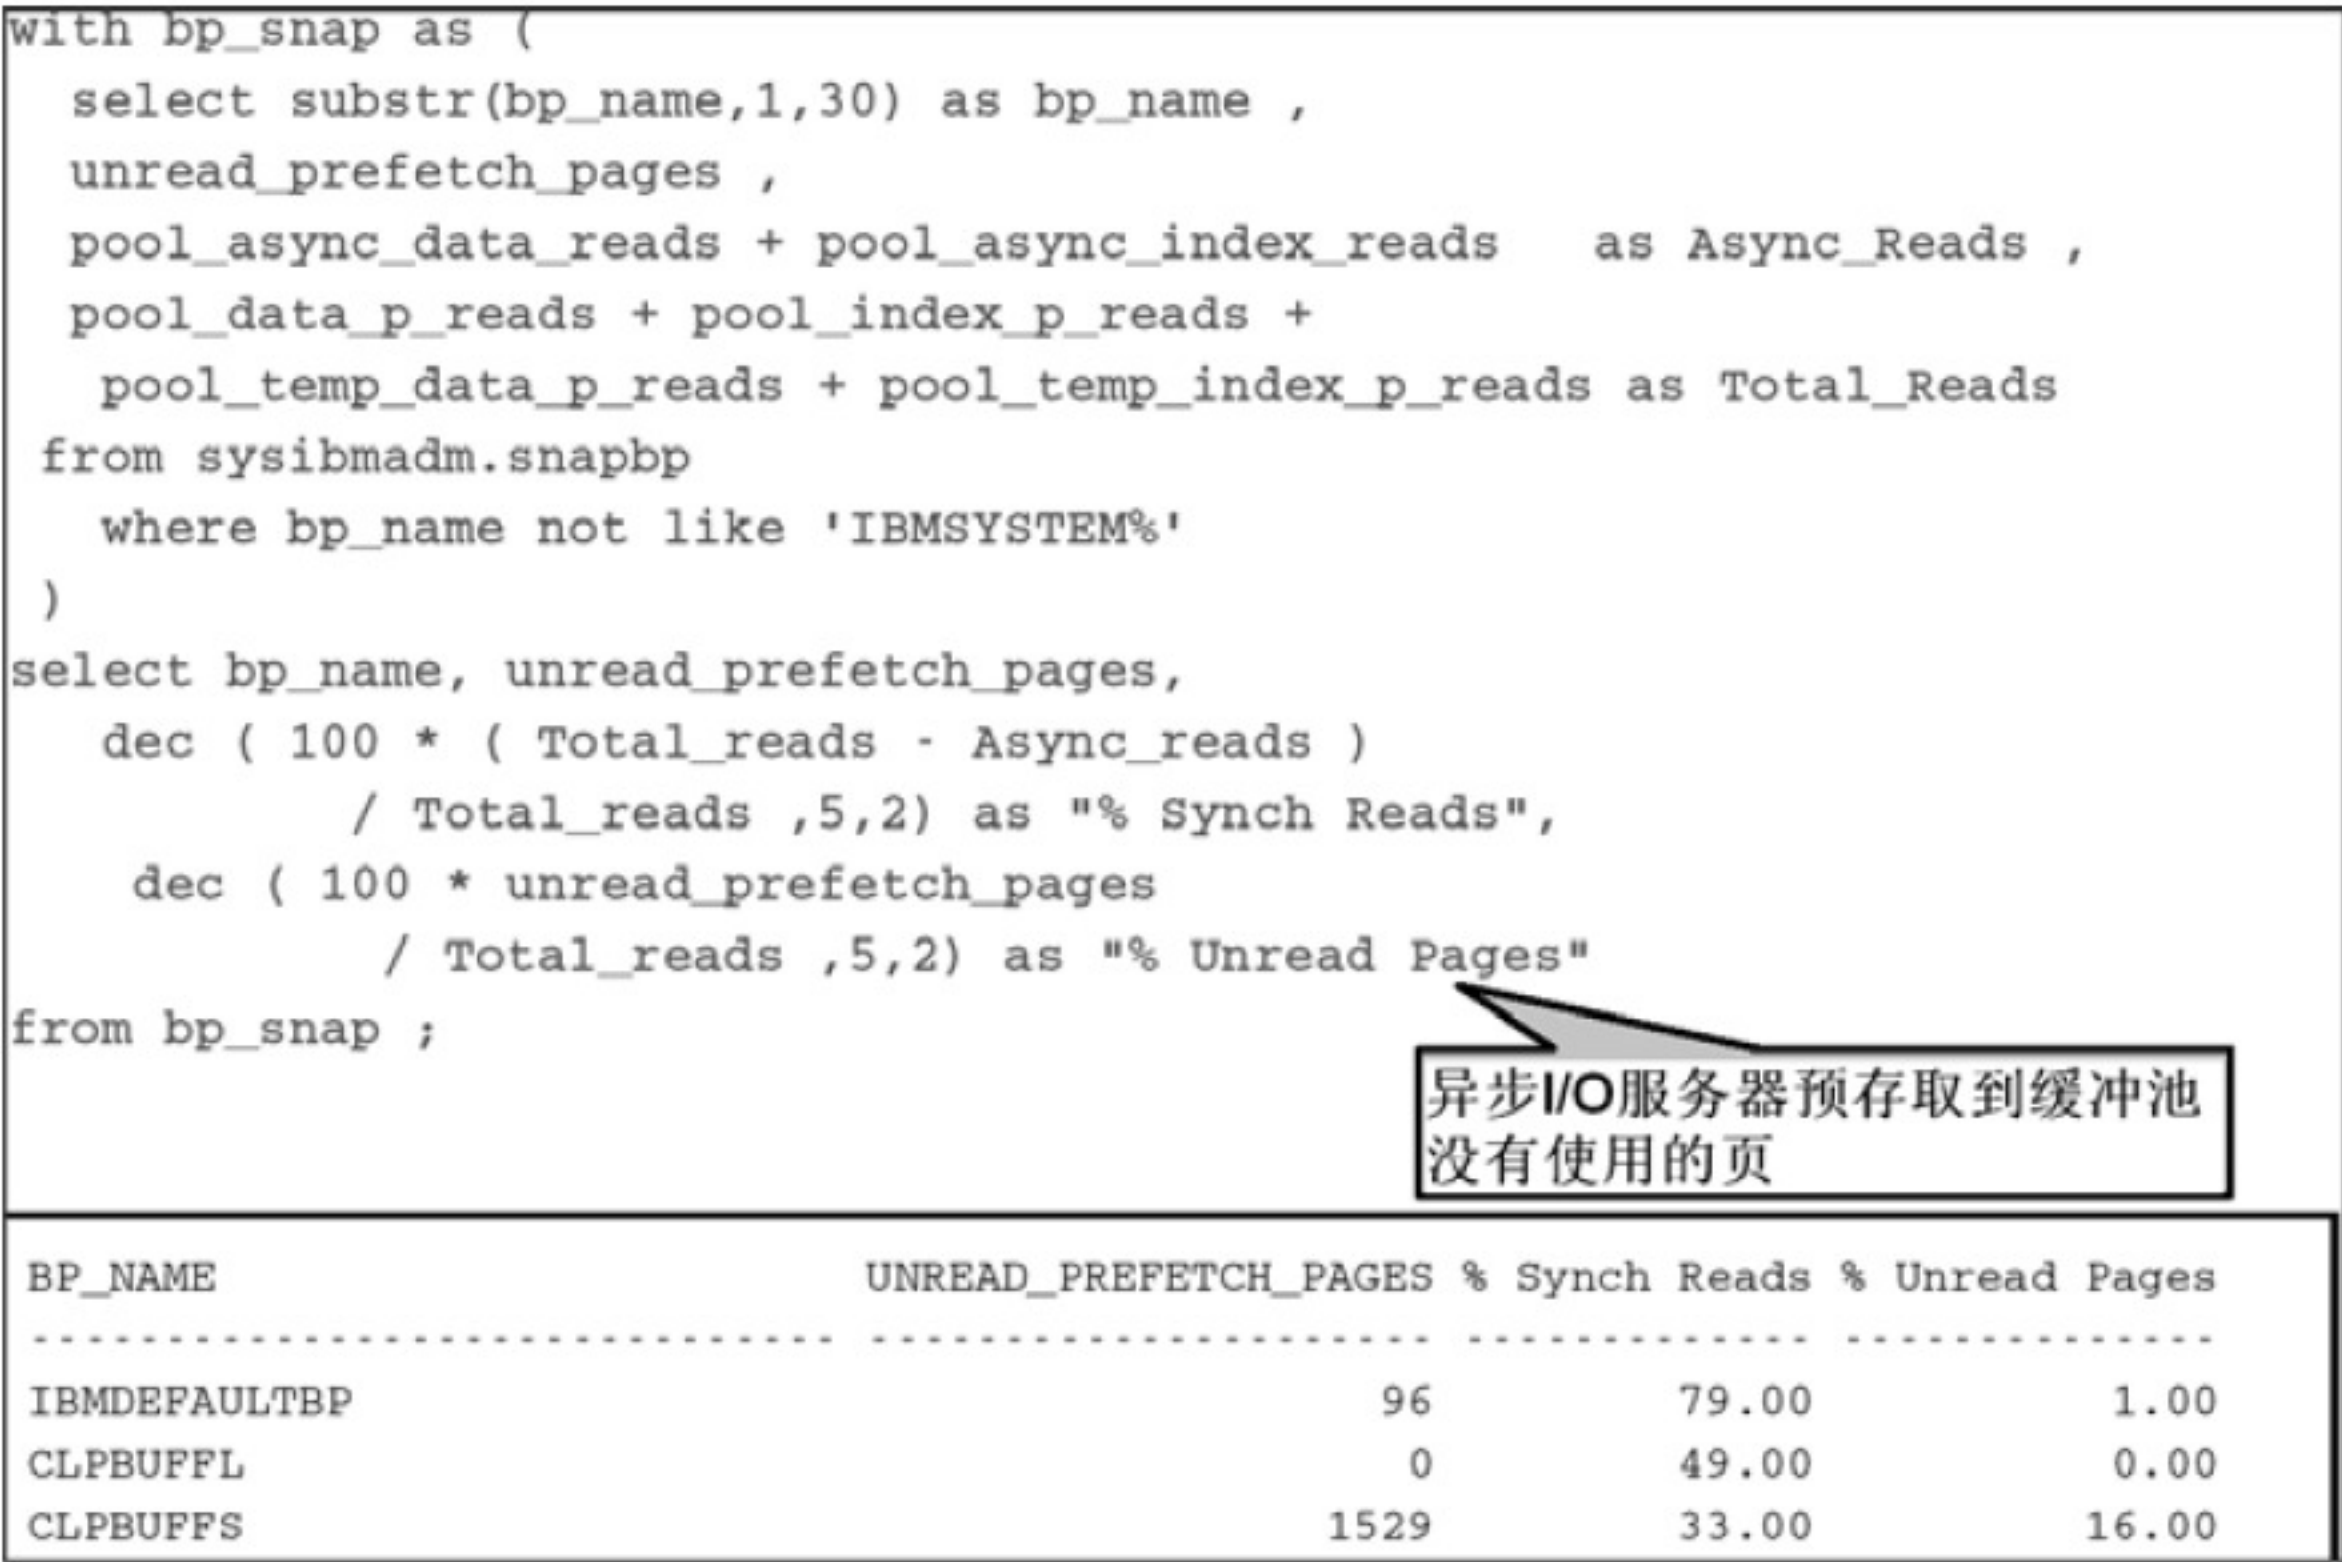 with bp_snap as (
select substr(bp_name,1,30) as bp_name ,
unread_prefetch_pages ,
pool_async_data_reads + pool_async_index_reads as Async_Reads ,
pool_data_p_reads + pool_index_p_reads +
pool_temp_data_p_reads + pool_temp_index_p_reads as Total_Reads
from sysibmadm.snapbp
where bp_name not like 'IBMSYSTEM%'
)
select bp_name, unread_prefetch_pages,
dec ( 100 * ( Total_reads - Async_reads )
/ Total_reads ,5,2) as "% Synch Reads",
dec ( 100 * unread_prefetch_pages
/ Total_reads ,5,2) as "% Unread Pages"
from bp_snap ;
异步I/O服务器预存取到缓冲池
没有使用的页
BP_NAME UNREAD_PREFETCH_PAGES % Synch Reads % Unread Pages
------------------------------ --------------------- ------------- --------------
IBMDEFAULTBP 96 79.00 1.00
CLPBUFFL 0 49.00 0.00
CLPBUFFS 1529 33.00 16.00